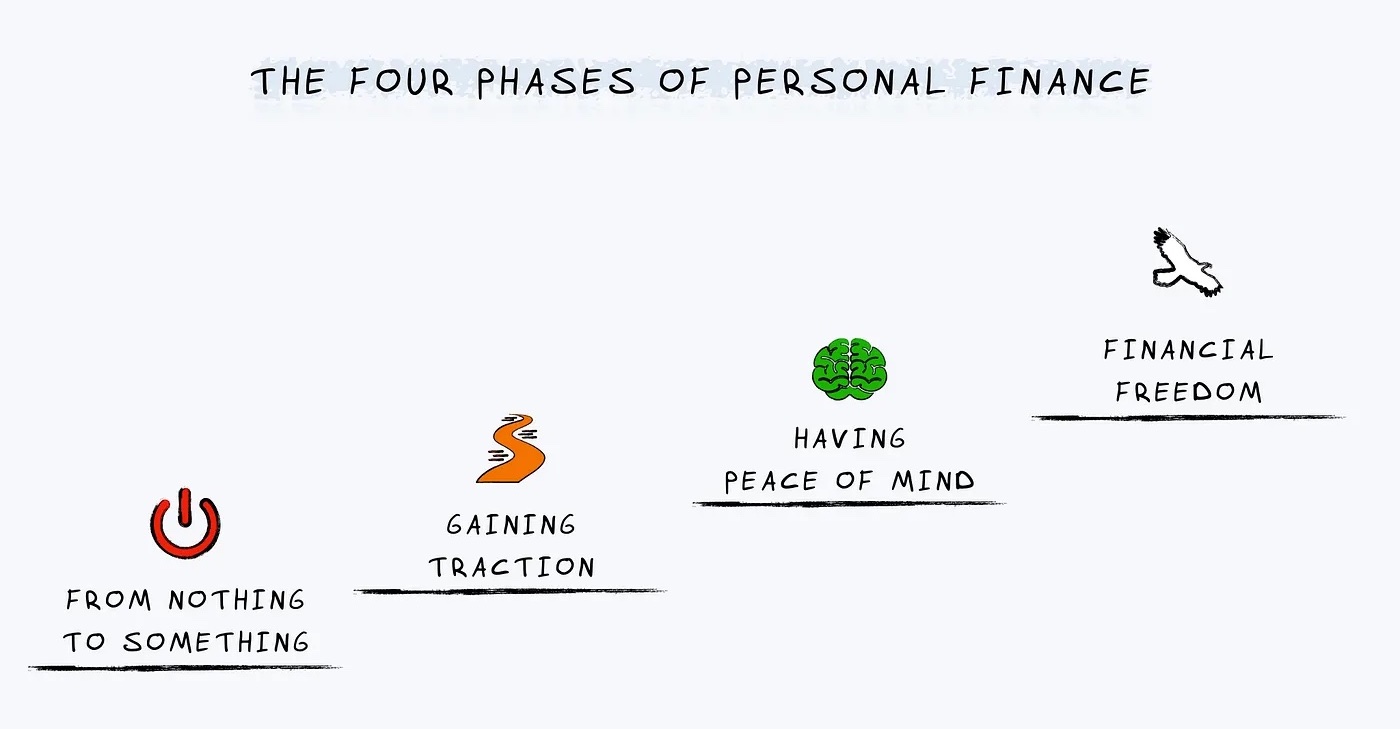 THE FOUR PHASES OF PERSONAL FINANCE
FROM NOTHING
TO SOMETHING
GAINING
TRACTION
HAVING
PEACE OF MIND
FINANCIAL
FREEDOM